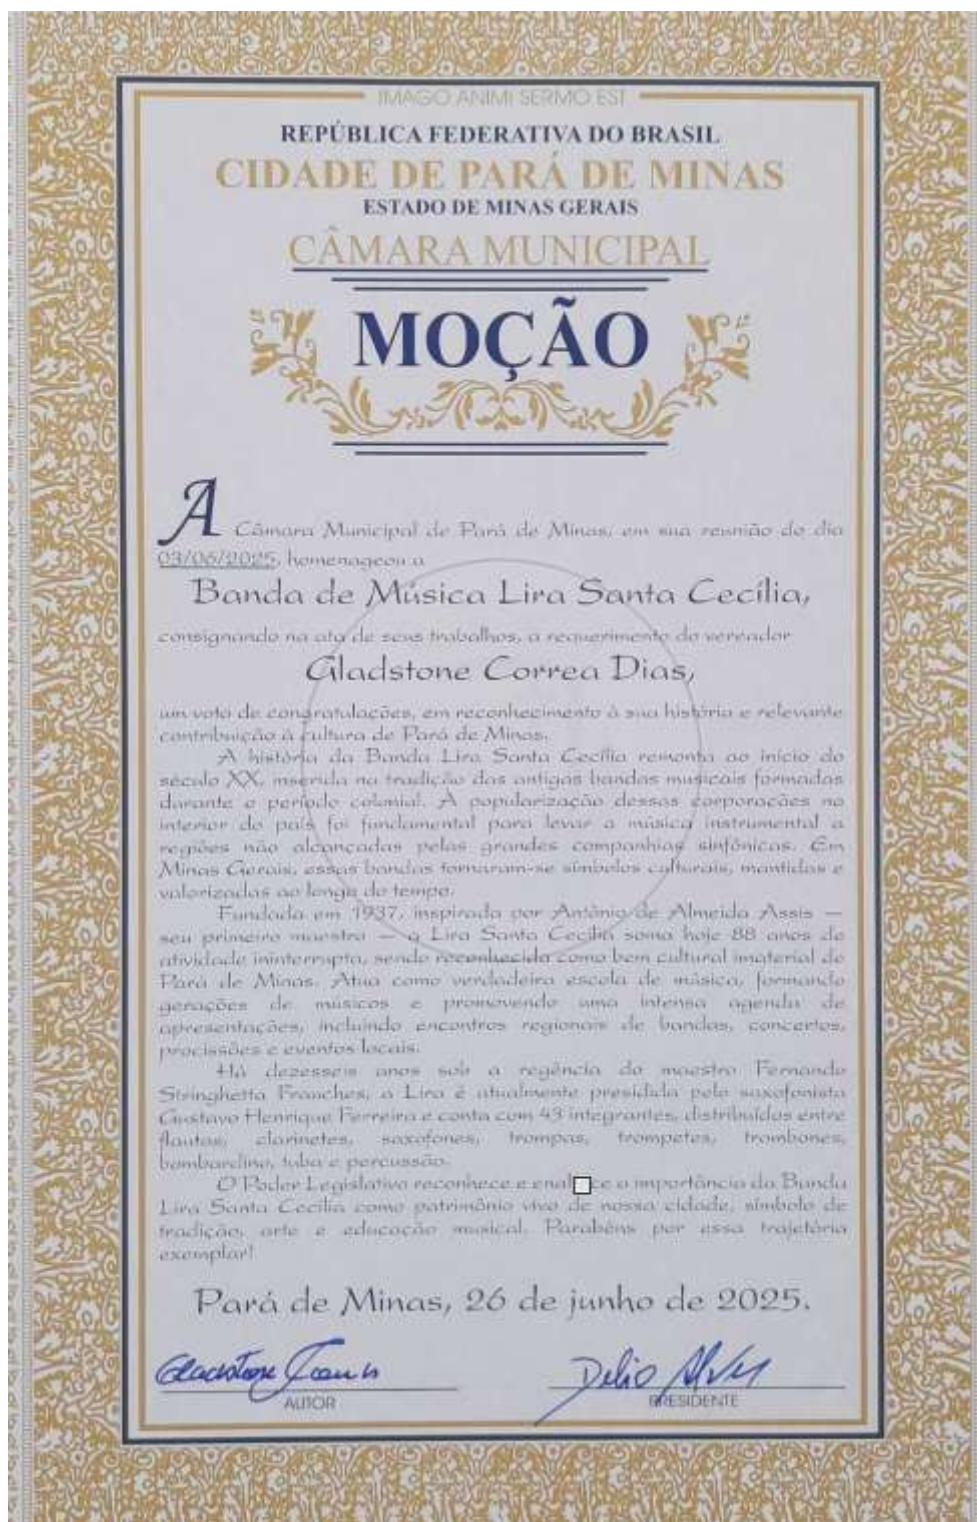 IMAGO ANIMI SERMO EST
REPÚBLICA FEDERATIVA DO BRASIL
CIDADE DE PARÁ DE MINAS
ESTADO DE MINAS GERAIS
CÂMARA MUNICIPAL
MOÇÃO
A Câmara Municipal de Pará de Minas, em sua reunião do dia
03/06/2025, homenageou a
Banda de Música Lira Santa Cecília,
consignando na ata de seus trabalhos, a requerimento do vereador
Gladstone Correa Dias,
um voto de congratulações, em reconhecimento à sua história e relevante
contribuição à cultura de Pará de Minas.
A história da Banda Lira Santa Cecília remonta ao início do
século XX, inserida na tradição das antigas bandas musicais formadas
durante o período colonial. A popularização dessas corporações no
interior do país foi fundamental para levar a música instrumental a
regiões não alcançadas pelas grandes companhias sinfônicas. Em
Minas Gerais, essas bandas tornaram-se símbolos culturais, mantidas e
valorizadas ao longo do tempo.
Fundada em 1937, inspirada por Antônio de Almeida Assis —
seu primeiro maestro — a Lira Santa Cecília soma hoje 88 anos de
atividade ininterrupta, sendo reconhecida como bem cultural imaterial de
Pará de Minas. Atua como verdadeira escola de música, formando
gerações de músicos e promovendo uma intensa agenda de
apresentações, incluindo encontros regionais de bandas, concertos,
procissões e eventos locais.
Há dezesseis anos sob a regência do maestro Fernando
Siringhetta Franches, a Lira é atualmente presidida pelo saxofonista
Gustavo Henrique Ferreira e conta com 43 integrantes, distribuídos entre
flautas, clarinetes, saxofones, trompas, trompetes, trombones,
bombardino, tuba e percussão.
O Poder Legislativo reconhece e a importância da Banda
Lira Santa Cecília como patrimônio vivo de nossa cidade, símbolo de
tradição, arte e educação musical. Parabéns por essa trajetória
exemplar!
Pará de Minas, 26 de junho de 2025.
Gladstone
Delio Alves
AUTOR
PRESIDENTE